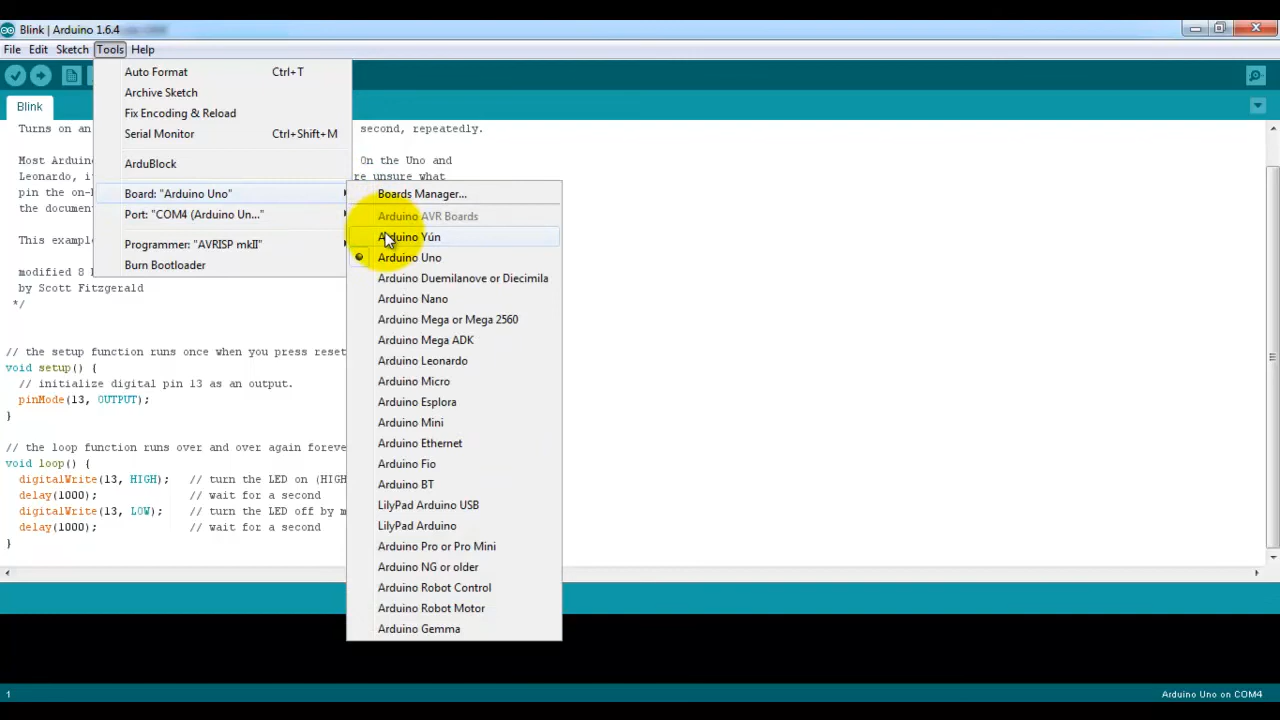 Blink | Arduino 1.6.4
File Edit Sketch Tools Help
Blink
Auto Format Ctrl+T
Archive Sketch
Fix Encoding & Reload
Serial Monitor Ctrl+Shift+M
ArduBlock
Board: "Arduino Uno"
Port: "COM4 (Arduino Un..."
Programmer: "AVRISP mkII"
Burn Bootloader
Boards Manager...
Arduino AVR Boards
Arduino Yún
Arduino Uno
Arduino Duemilanove or Diecimila
Arduino Nano
Arduino Mega or Mega 2560
Arduino Mega ADK
Arduino Leonardo
Arduino Micro
Arduino Esplora
Arduino Mini
Arduino Ethernet
Arduino Fio
Arduino BT
LilyPad Arduino USB
LilyPad Arduino
Arduino Pro or Pro Mini
Arduino NG or older
Arduino Robot Control
Arduino Robot Motor
Arduino Gemma
Turns on an second, repeatedly.
Most Arduin On the Uno and
Leonardo, i re unsure what
pin the on-
the document
This example
modified 8
by Scott Fitzgerald
*/
// the setup function runs once when you press reset
void setup() {
// initialize digital pin 13 as an output.
pinMode(13, OUTPUT);
}
// the loop function runs over and over again forever
void loop() {
digitalWrite(13, HIGH); // turn the LED on (HIGH
delay(1000); // wait for a second
digitalWrite(13, LOW); // turn the LED off by m
delay(1000); // wait for a second
}
1 Arduino Uno on COM4